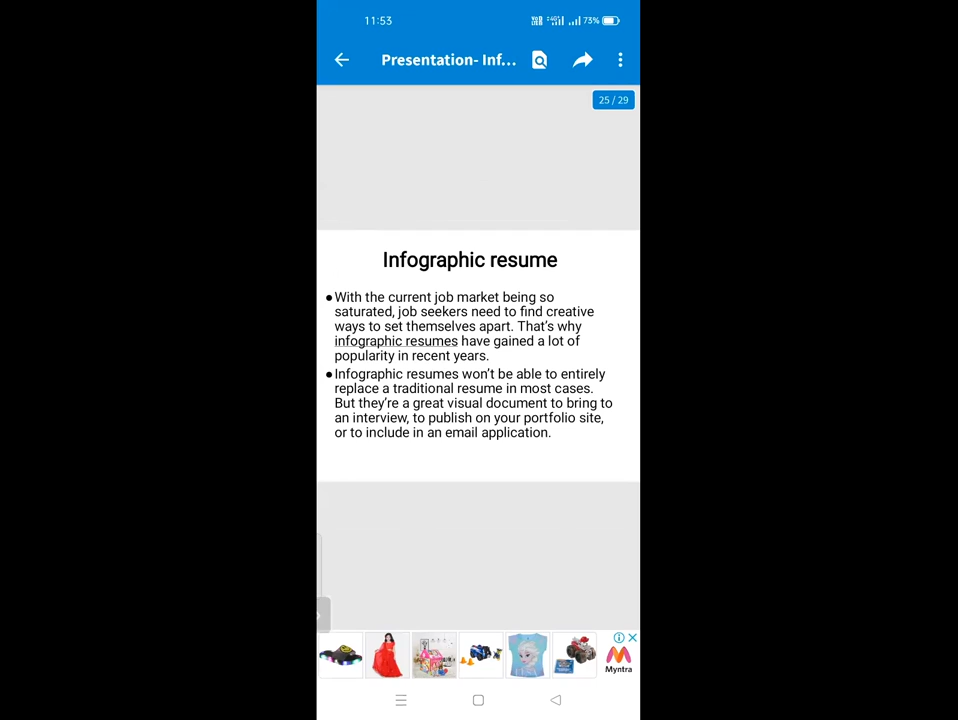 11:53
73%
Presentation- Inf...
25 / 29
Infographic resume
●With the current job market being so
saturated, job seekers need to find creative
ways to set themselves apart. That's why
infographic resumes have gained a lot of
popularity in recent years.
●Infographic resumes won't be able to entirely
replace a traditional resume in most cases.
But they're a great visual document to bring to
an interview, to publish on your portfolio site,
or to include in an email application.
Myntra